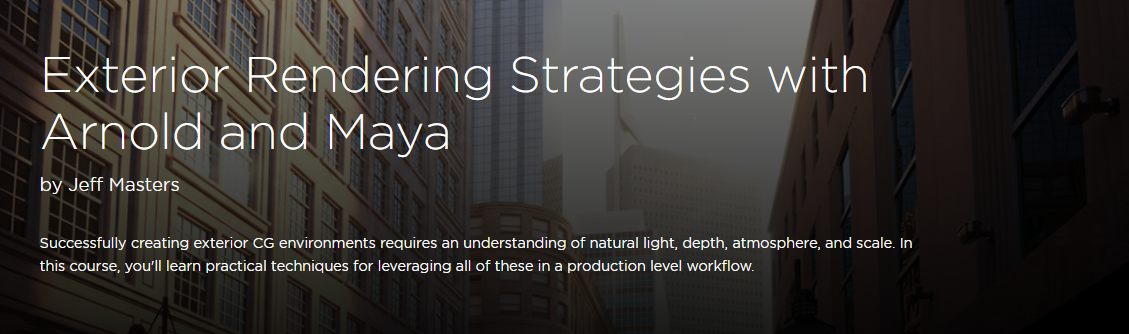 Exterior Rendering Strategies with
Arnold and Maya
by Jeff Masters
Successfully creating exterior CG environments requires an understanding of natural light, depth, atmosphere, and scale. In
this course, you'll learn practical techniques for leveraging all of these in a production level workflow.